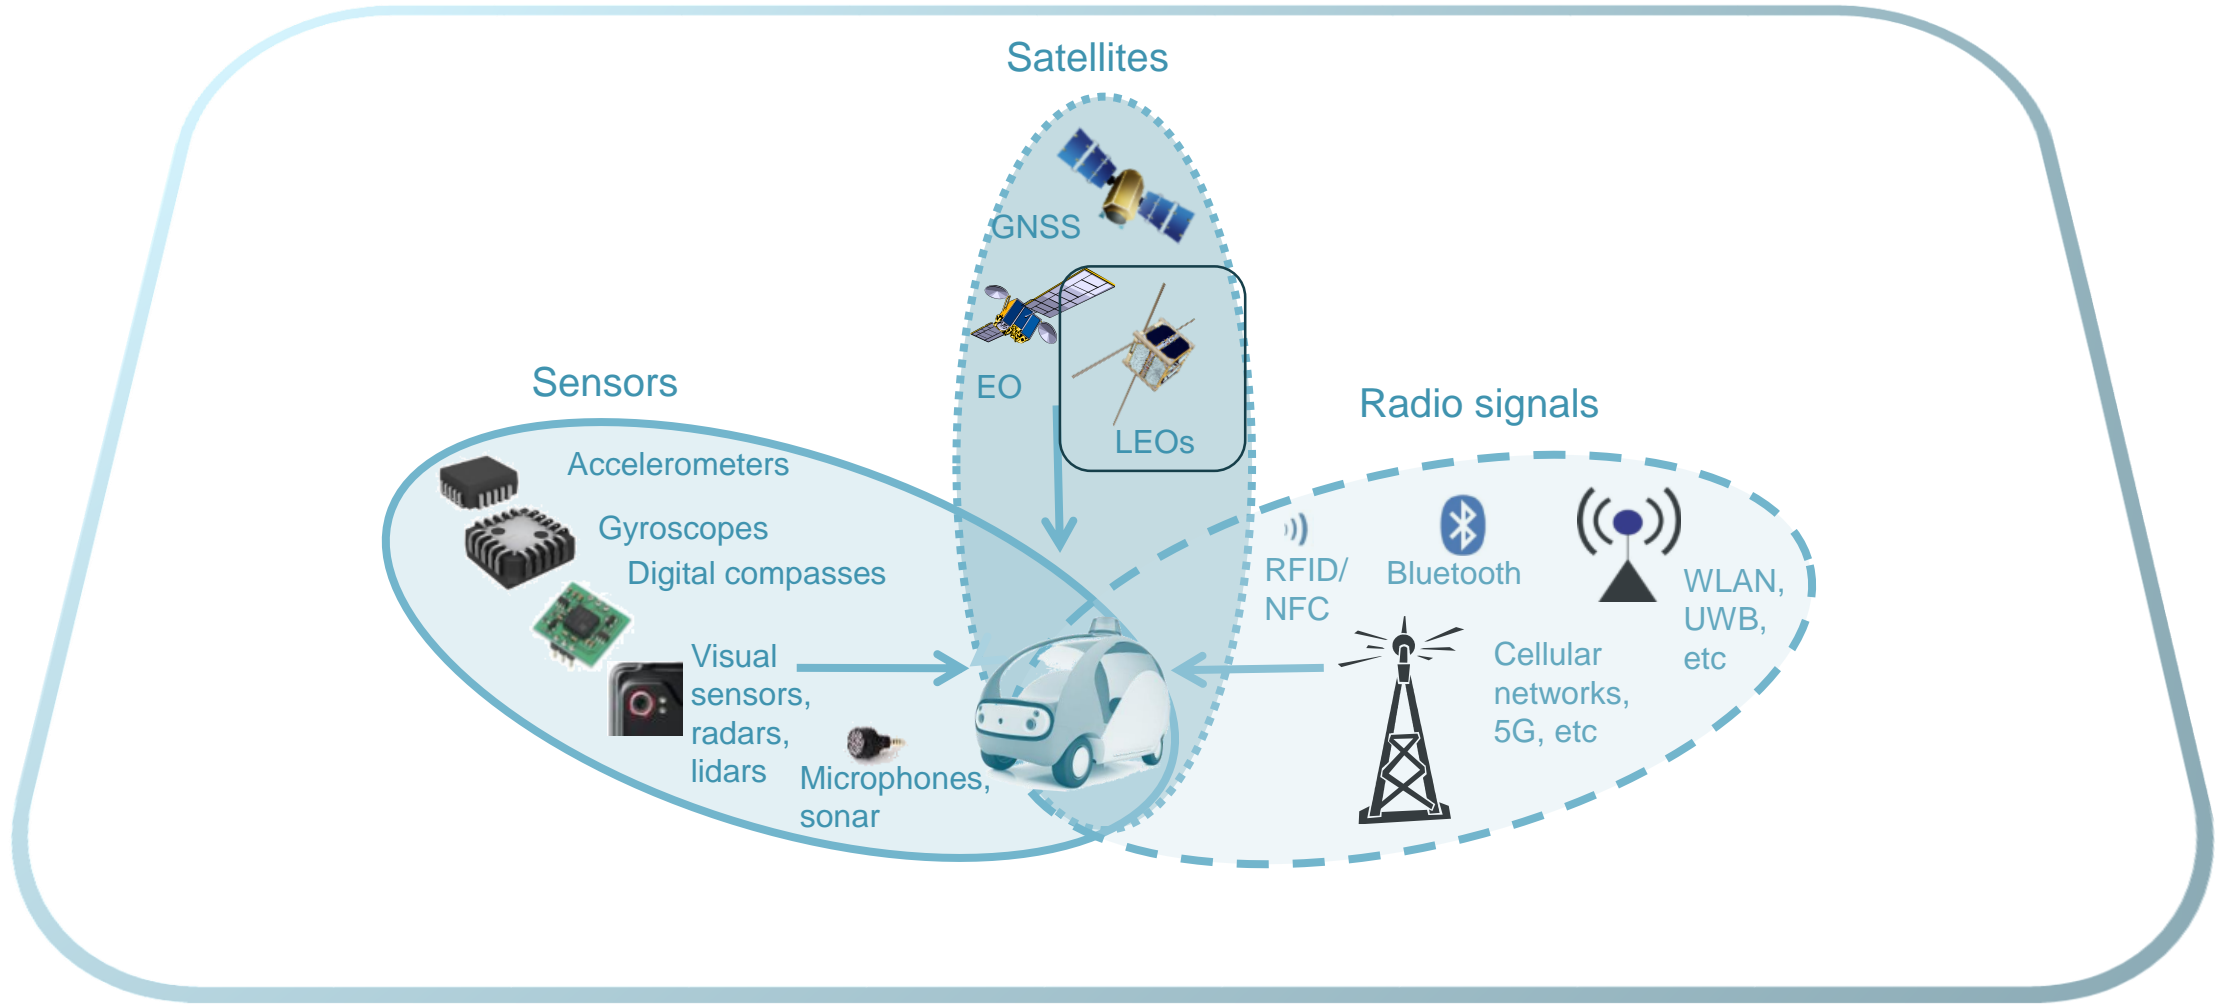 Satellites
GNSS
EO
LEOs
Sensors
Accelerometers
Gyroscopes
Digital compasses
Visual
sensors,
radars,
lidars
Microphones,
sonar
Radio signals
RFID/
NFC
Bluetooth
WLAN,
UWB,
etc
Cellular
networks,
5G, etc